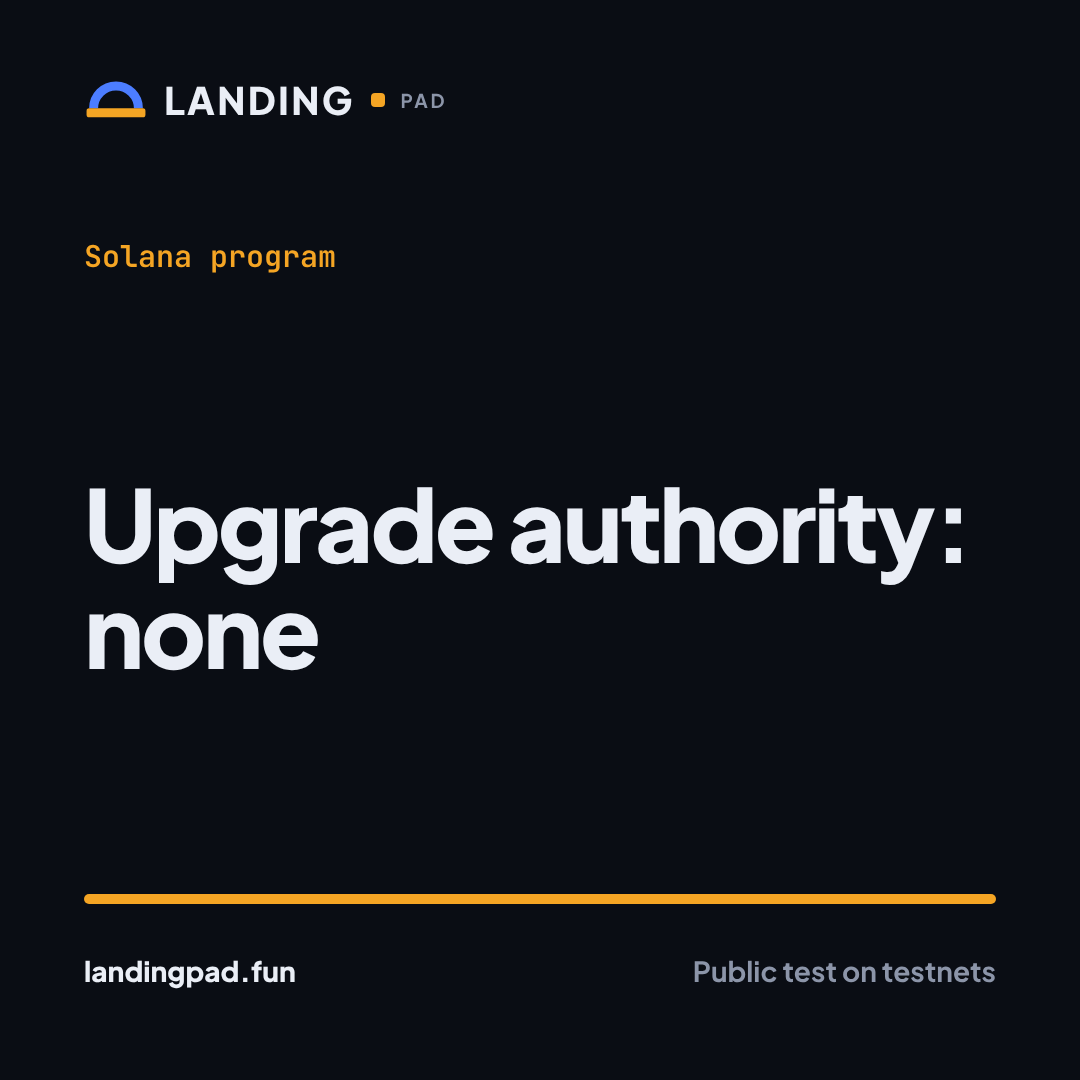 LANDING PAD
Solana program
Upgrade authority:
none
landingpad.fun
Public test on testnets